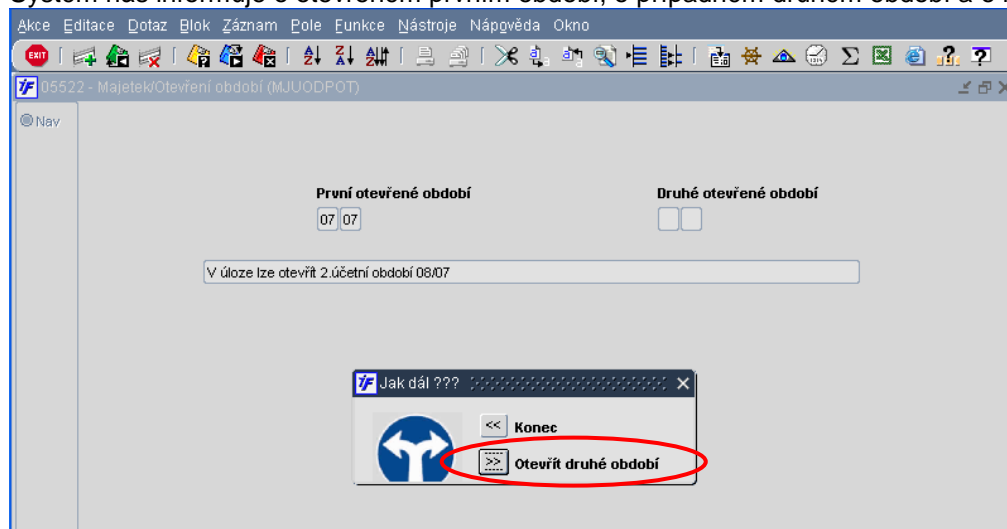 Systém nás informuje o otevřeném prvním období, o případném druhém období a o
Akce Editace Dotaz Blok Záznam Pole Funkce Nástroje Nápověda Okno
EXIT
05522 - Majetek/Otevření období (MJUODPOT)
Nav
První otevřené období Druhé otevřené období
07 07
V úloze lze otevřít 2.účetní období 08/07
Jak dál ???
<< Konec
>> Otevřít druhé období